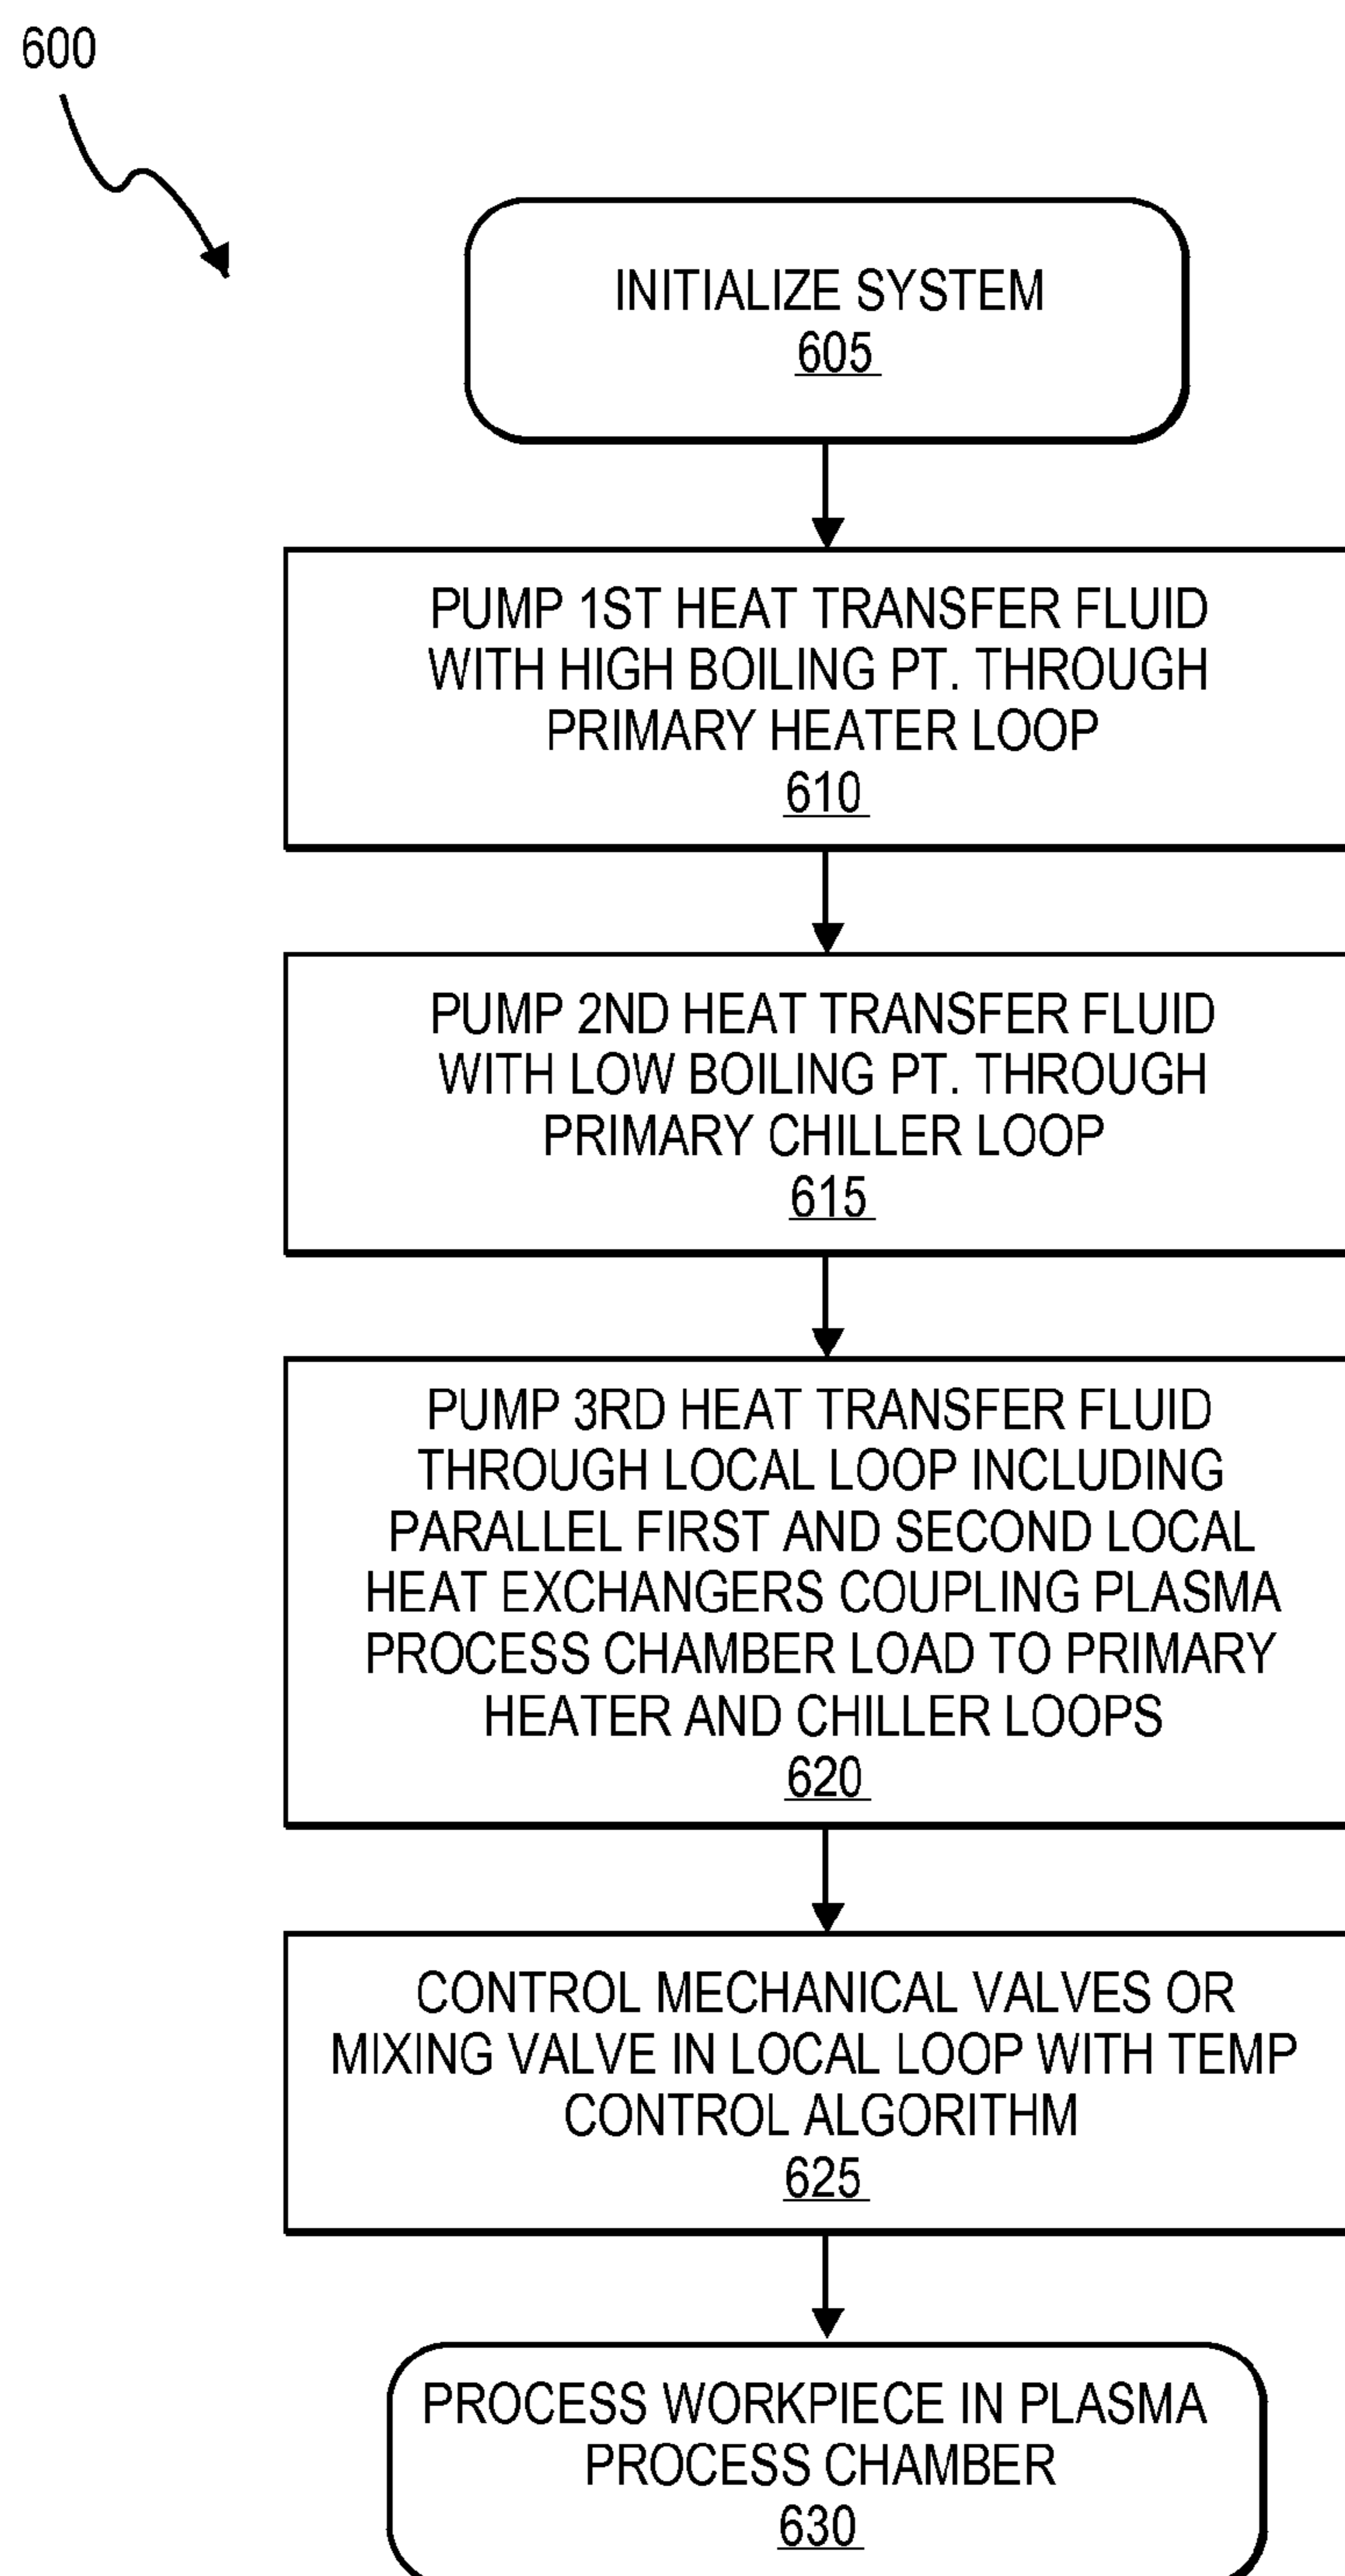 600
INITIALIZE SYSTEM
605
PUMP 1ST HEAT TRANSFER FLUID
WITH HIGH BOILING PT. THROUGH
PRIMARY HEATER LOOP
610
PUMP 2ND HEAT TRANSFER FLUID
WITH LOW BOILING PT. THROUGH
PRIMARY CHILLER LOOP
615
PUMP 3RD HEAT TRANSFER FLUID
THROUGH LOCAL LOOP INCLUDING
PARALLEL FIRST AND SECOND LOCAL
HEAT EXCHANGERS COUPLING PLASMA
PROCESS CHAMBER LOAD TO PRIMARY
HEATER AND CHILLER LOOPS
620
CONTROL MECHANICAL VALVES OR
MIXING VALVE IN LOCAL LOOP WITH TEMP
CONTROL ALGORITHM
625
PROCESS WORKPIECE IN PLASMA
PROCESS CHAMBER
630